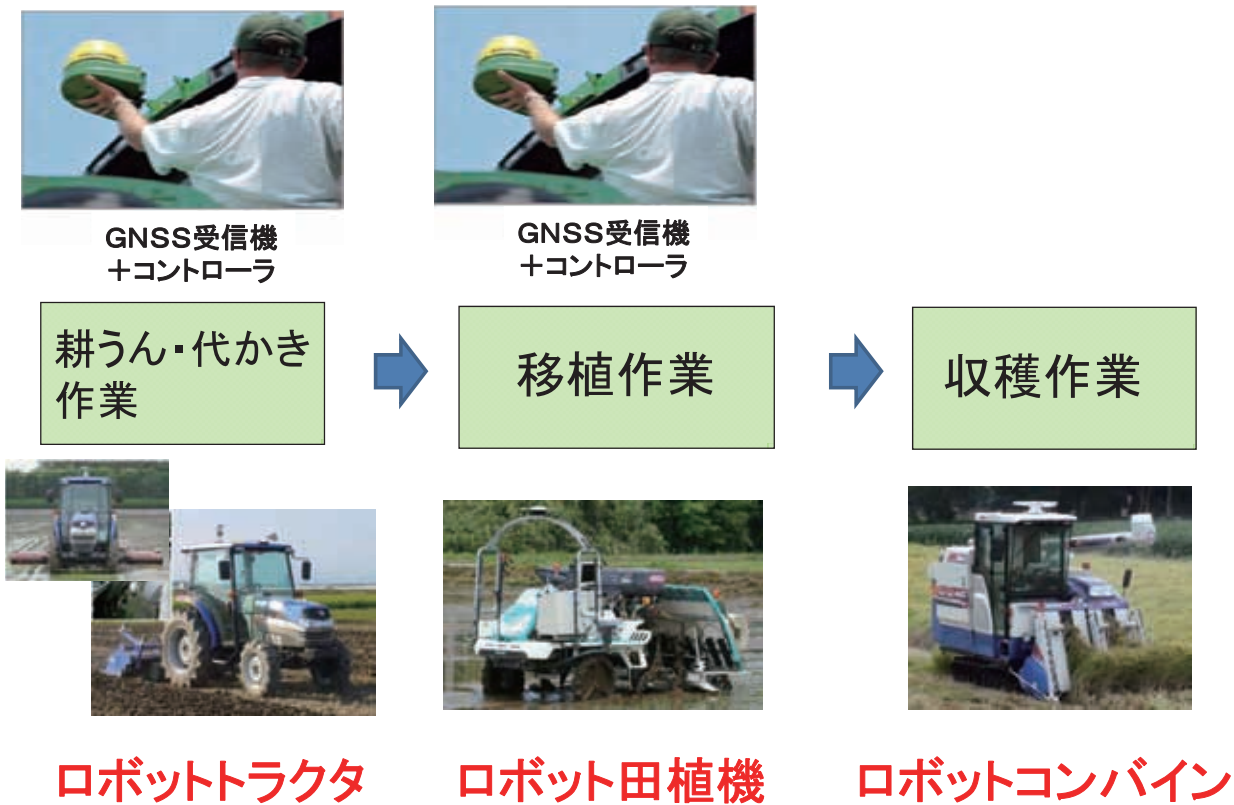 GNSS受信機
＋コントローラ
GNSS受信機
＋コントローラ
耕うん・代かき
作業
移植作業
収穫作業
ロボットトラクタ
ロボット田植機
ロボットコンバイン